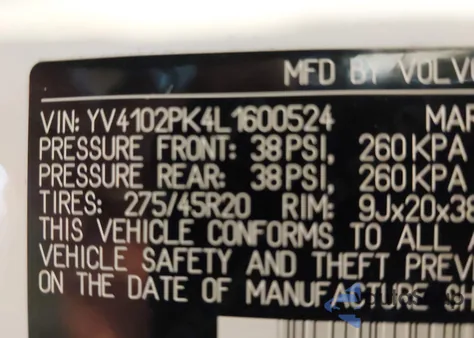 MFD BY VOLVO
VIN: YV4102PK4L1600524 MAR
PRESSURE FRONT: 38PSI, 260KPA
PRESSURE REAR: 38PSI, 260KPA
TIRES: 275/45R20 RIM: 9Jx20x38
THIS VEHICLE CONFORMS TO ALL A
VEHICLE SAFETY AND THEFT PREV
ON THE DATE OF MANUFACTURE SH